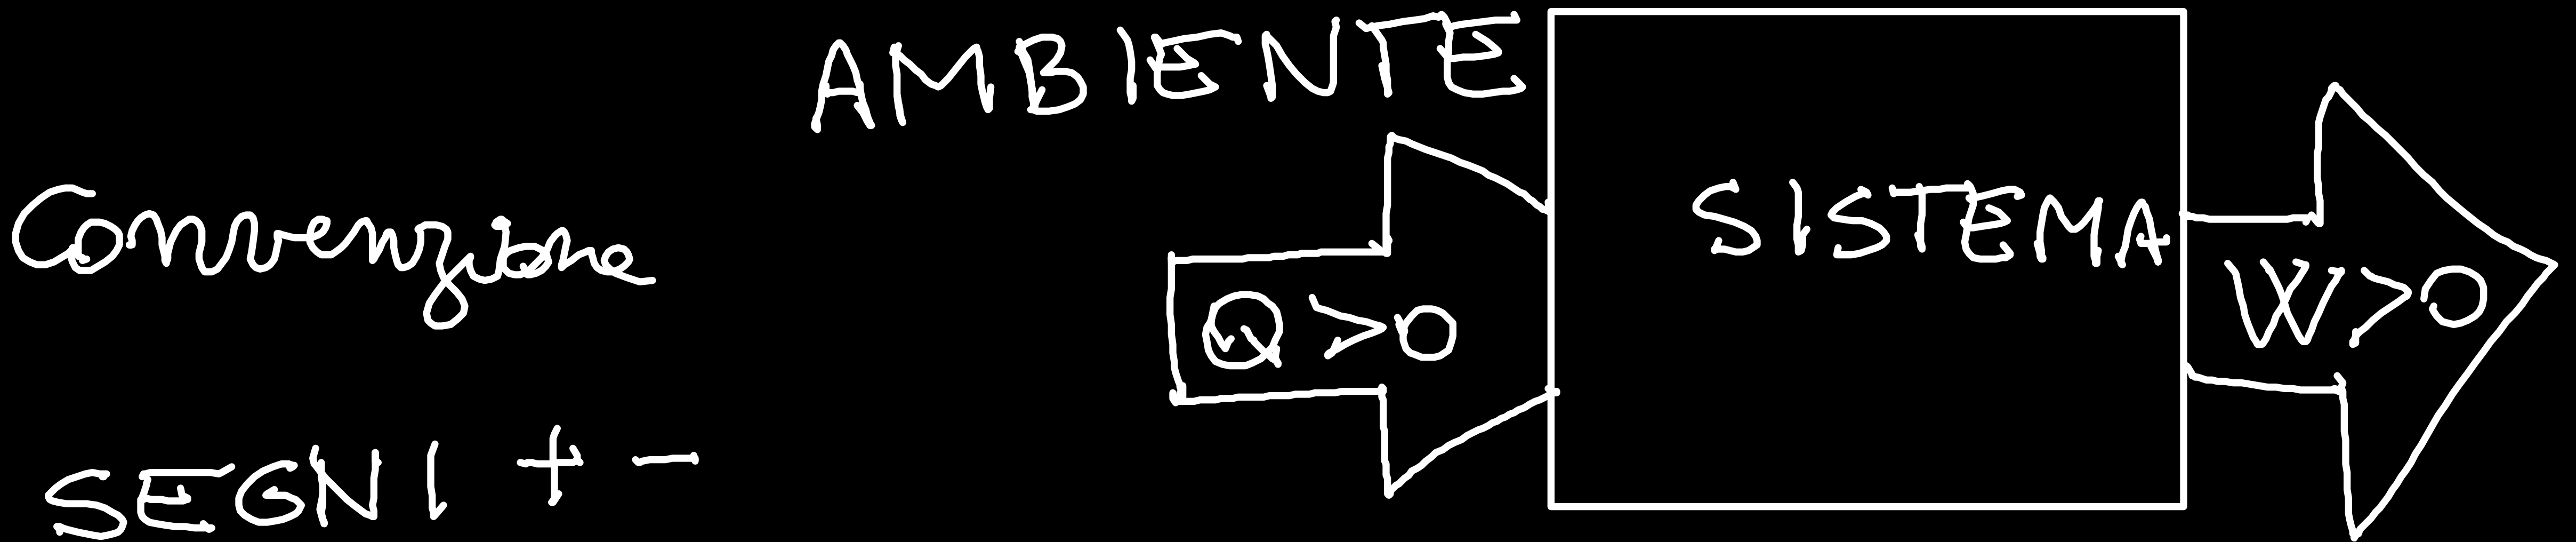 AMBIENTE
Convenzione
SEGNI + -
Q > 0
SISTEMA
W > 0